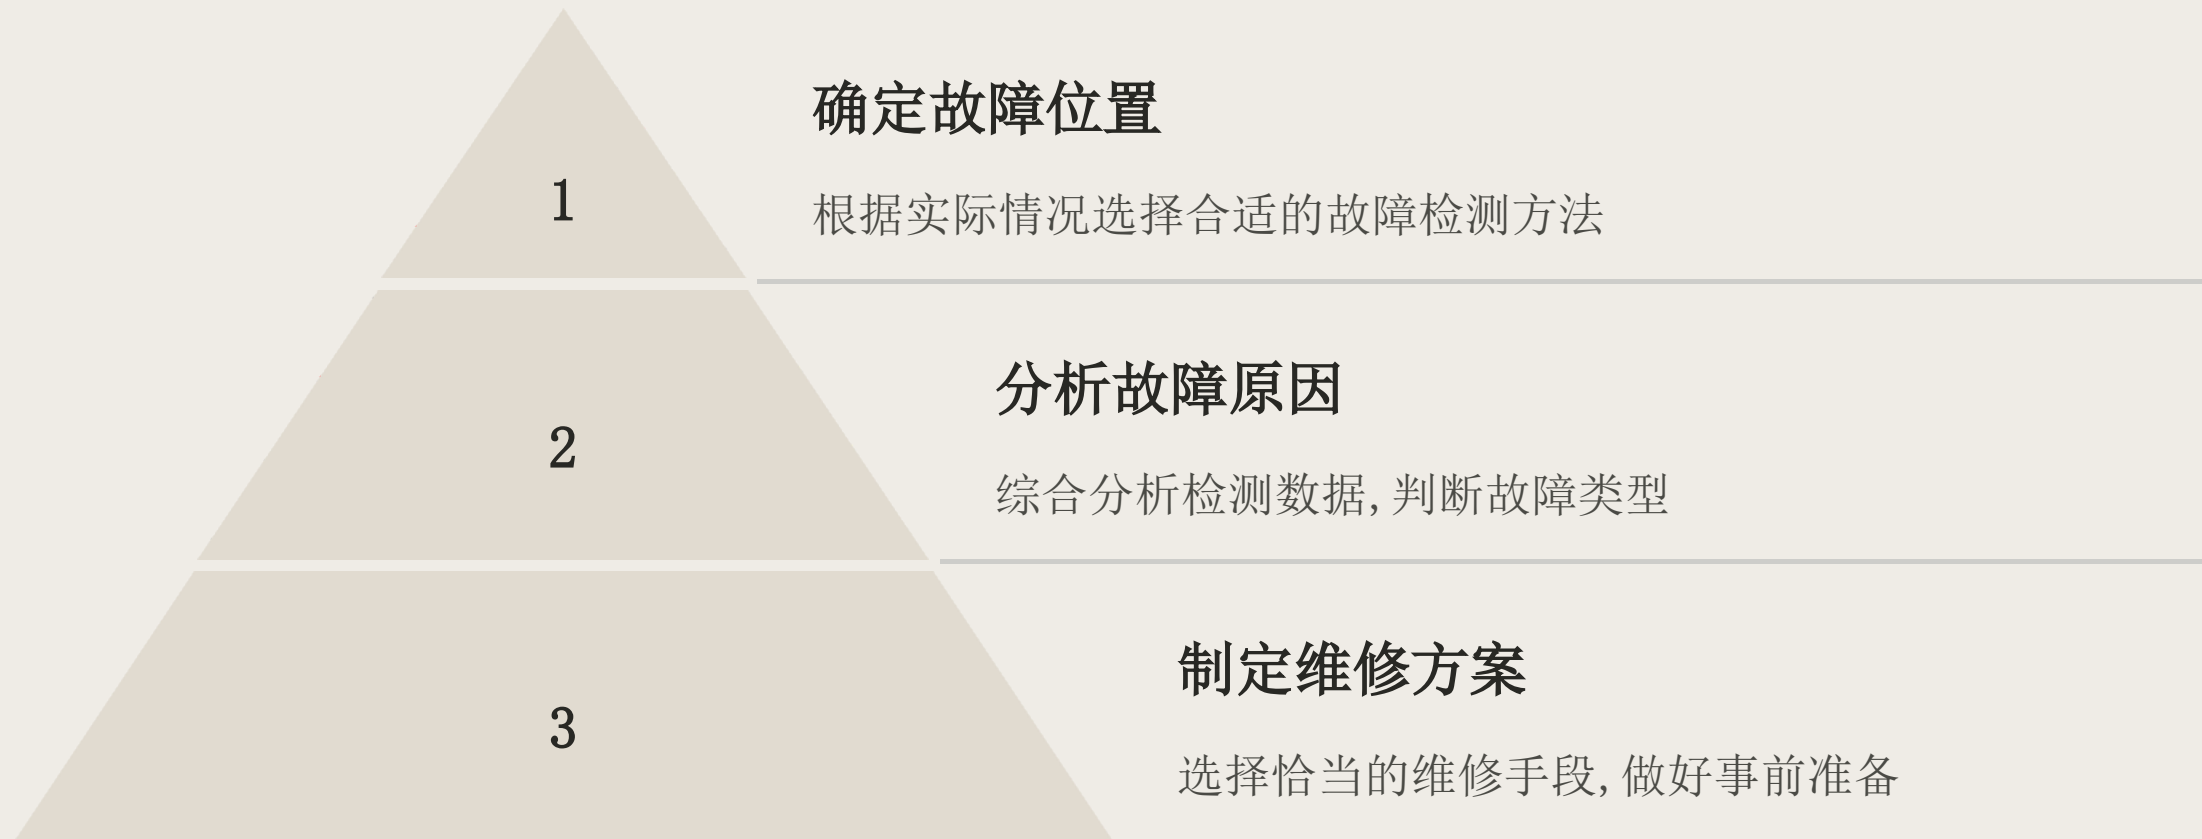 1
确定故障位置
根据实际情况选择合适的故障检测方法
2
分析故障原因
综合分析检测数据,判断故障类型
3
制定维修方案
选择恰当的维修手段,做好事前准备